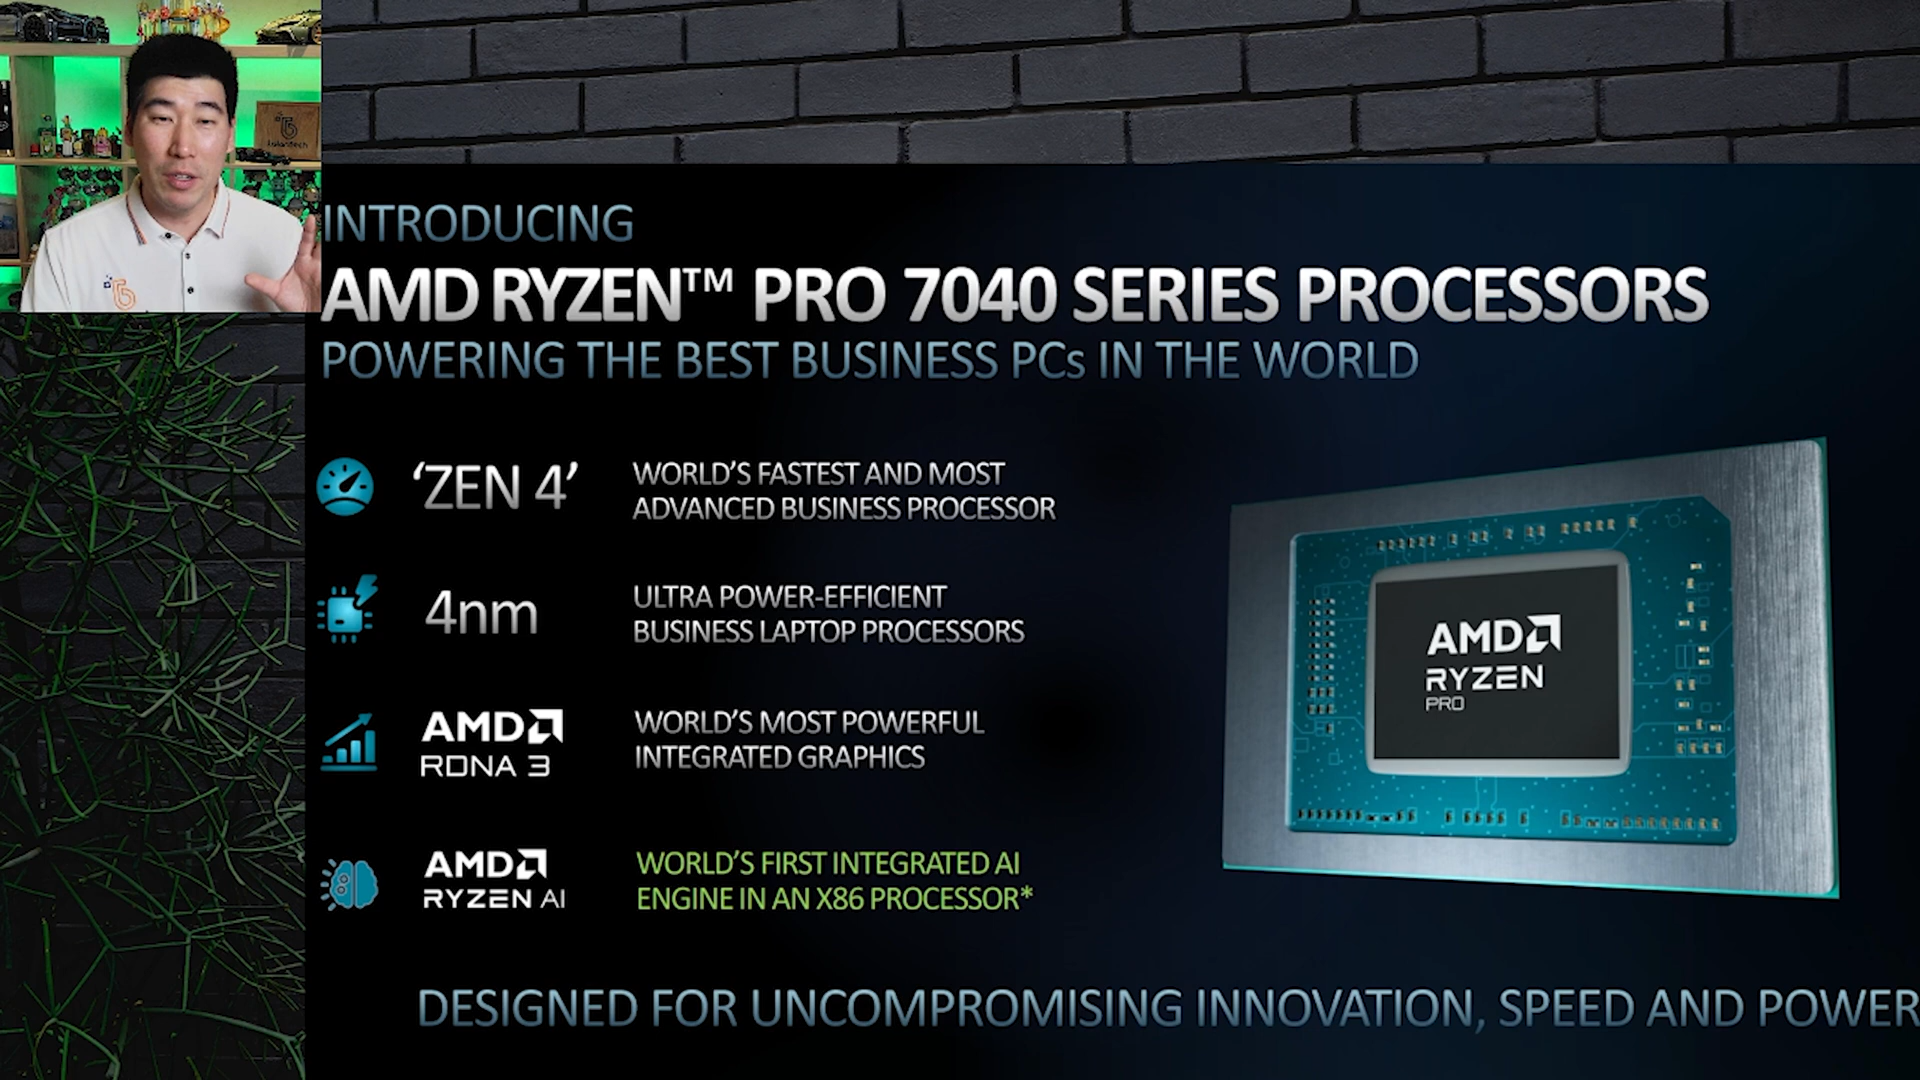 INTRODUCING
AMD RYZEN™ PRO 7040 SERIES PROCESSORS
POWERING THE BEST BUSINESS PCs IN THE WORLD
'ZEN 4'
WORLD'S FASTEST AND MOST
ADVANCED BUSINESS PROCESSOR
4nm
ULTRA POWER-EFFICIENT
BUSINESS LAPTOP PROCESSORS
AMD
RDNA 3
WORLD'S MOST POWERFUL
INTEGRATED GRAPHICS
AMD
RYZEN AI
WORLD'S FIRST INTEGRATED AI
ENGINE IN AN X86 PROCESSOR*
AMD
RYZEN
PRO
DESIGNED FOR UNCOMPROMISING INNOVATION, SPEED AND POWER